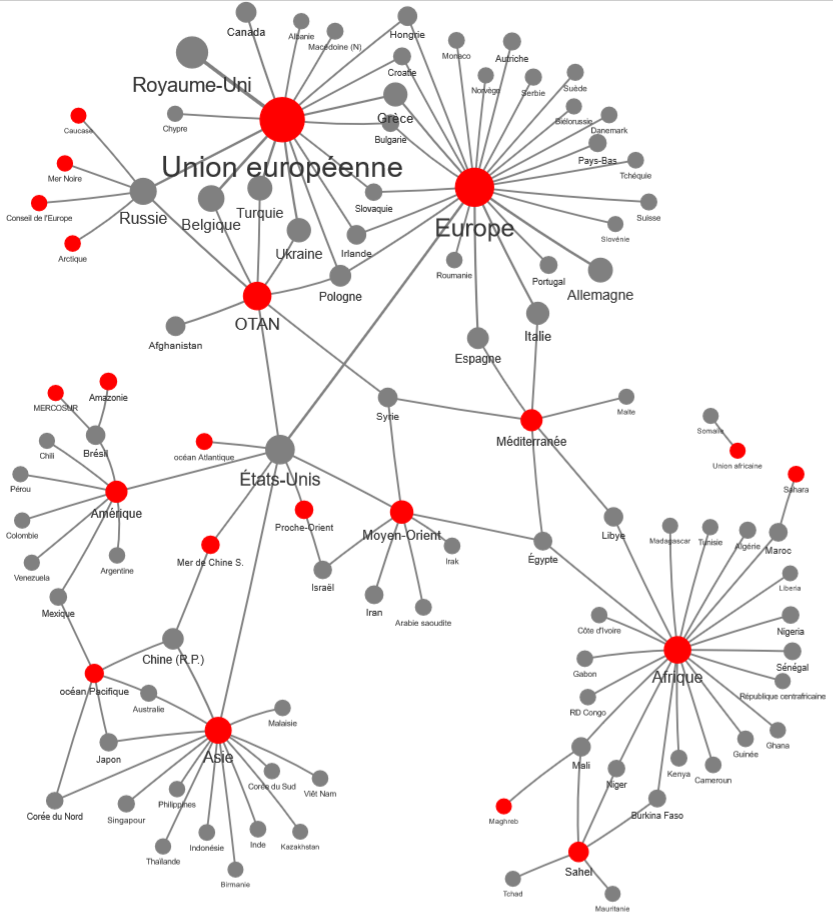 Canada
Albanie
Hongrie
Macédoine (N)
Monaco
Autriche
Croatie
Royaume-Uni
Norvège
Suède
Serbie
Grèce
Biélorussie
Chypre
Caucase
Danemark
Bulgarie
Pays-Bas
Union européenne
Tchéquie
Mer Noire
Slovaquie
Suisse
Turquie
Conseil de l'Europe
Russie
Belgique
Europe
Slovénie
Ukraine
Irlande
Arctique
Roumanie
Portugal
Pologne
Allemagne
OTAN
Afghanistan
Italie
Espagne
Amazonie
MERCOSUR
Malte
Syrie
Somalie
Méditerranée
Brésil
Chili
océan Atlantique
Union africaine
Pérou
États-Unis
Sahara
Amérique
Proche-Orient
Colombie
Moyen-Orient
Libye
Madagascar
Tunisie
Algérie
Maroc
Mer de Chine S.
Irak
Égypte
Argentine
Venezuela
Israël
Liberia
Mexique
Iran
Arabie saoudite
Côte d'Ivoire
Nigeria
Chine (R.P.)
Sénégal
Gabon
Afrique
océan Pacifique
République centrafricaine
Australie
RD Congo
Malaisie
Ghana
Guinée
Asie
Japon
Mali
Kenya
Cameroun
Niger
Corée du Sud
Viêt Nam
Philippines
Corée du Nord
Singapour
Burkina Faso
Maghreb
Indonésie
Inde
Kazakhstan
Thaïlande
Birmanie
Sahel
Tchad
Mauritanie